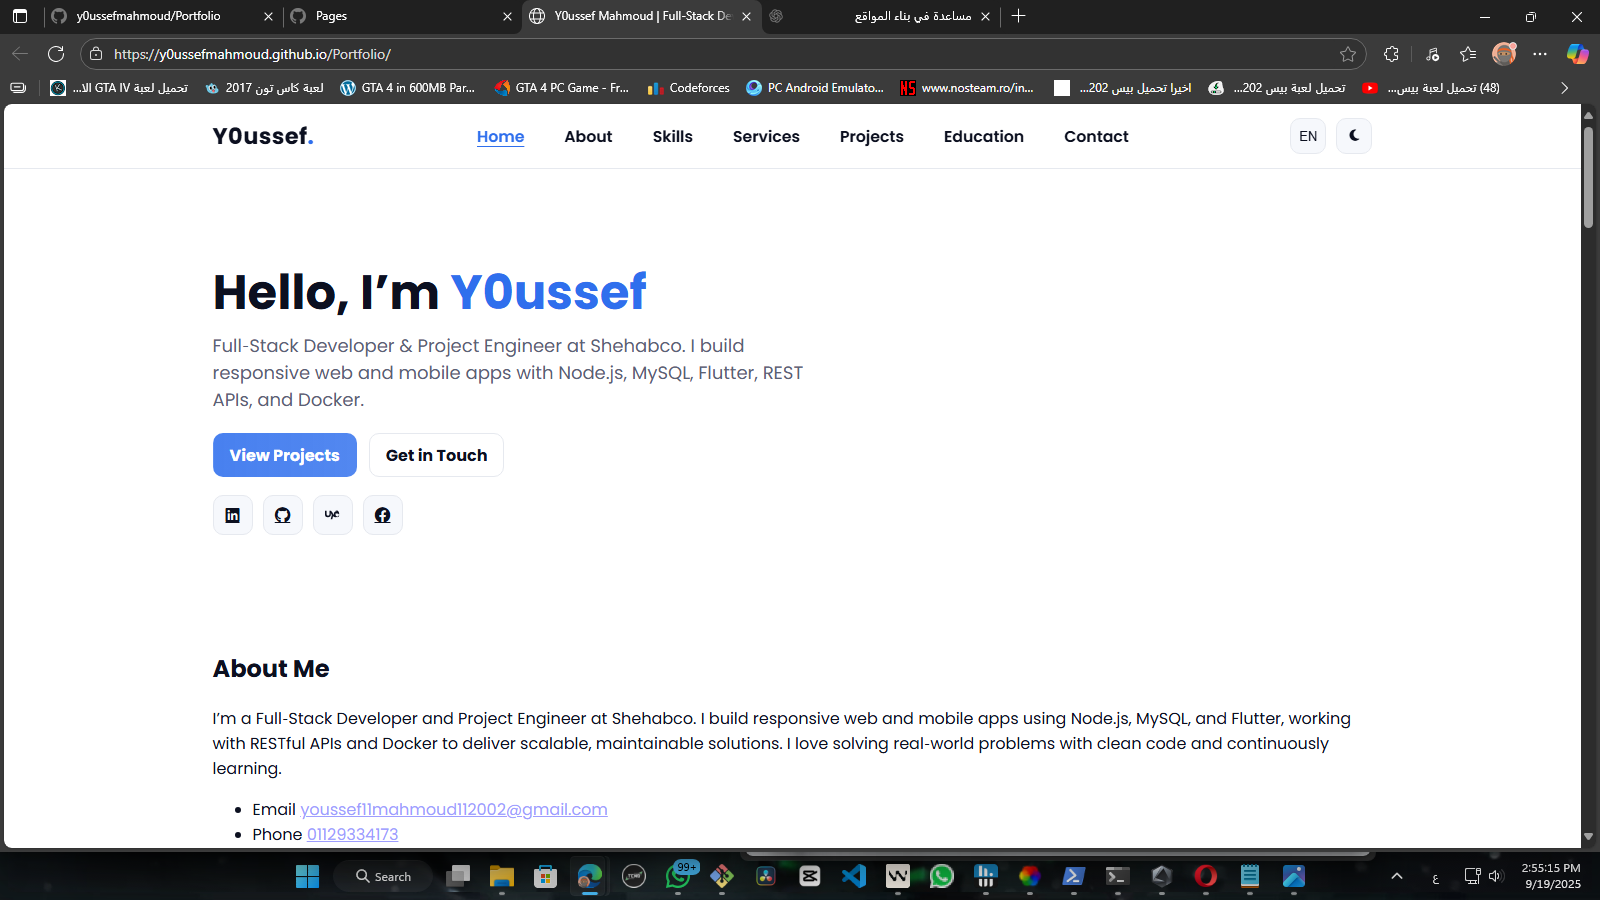 y0ussefmahmoud/Portfolio
Pages
Y0ussef Mahmoud | Full-Stack De
مساعدة في بناء المواقع
https://y0ussefmahmoud.github.io/Portfolio/
تحميل لعبة GTA IV الا...
لعبة كاس تون 2017
GTA 4 in 600MB Par...
GTA 4 PC Game - Fr...
Codeforces
PC Android Emulato...
www.nosteam.ro/in...
اخيرا تحميل بيس 202...
تحميل لعبة بيس 202...
(48) تحميل لعبة بيس...
Y0ussef.
Home
About
Skills
Services
Projects
Education
Contact
EN
Hello, I’m Y0ussef
Full-Stack Developer & Project Engineer at Shehabco. I build
responsive web and mobile apps with Node.js, MySQL, Flutter, REST
APIs, and Docker.
View Projects
Get in Touch
About Me
I’m a Full-Stack Developer and Project Engineer at Shehabco. I build responsive web and mobile apps using Node.js, MySQL, and Flutter, working
with RESTful APIs and Docker to deliver scalable, maintainable solutions. I love solving real-world problems with clean code and continuously
learning.
Email youssef11mahmoud112002@gmail.com
Phone 01129334173
Search
99+
ع
2:55:15 PM
9/19/2025